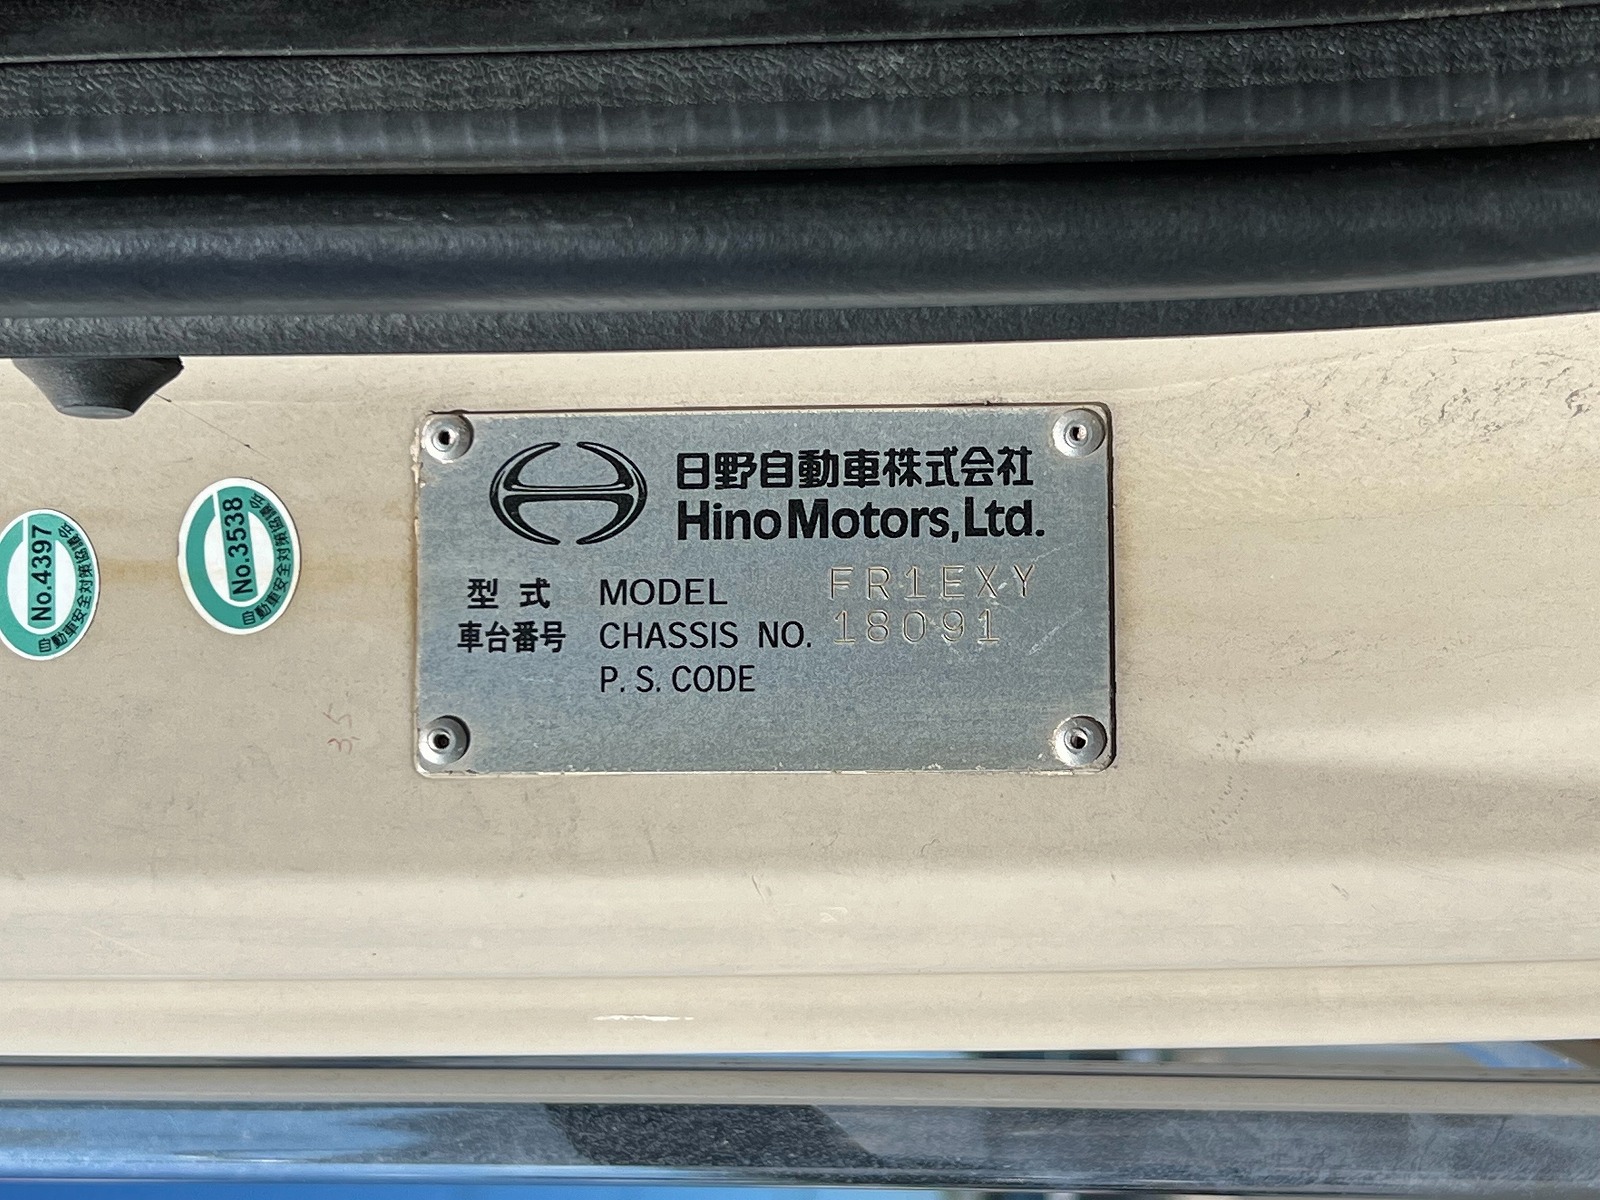 日野自動車株式会社
Hino Motors, Ltd.
型式 MODEL FR1EXY
車台番号 CHASSIS NO. 18091
P. S. CODE
No.4397
自動車安全対策協議会
No.3538
自動車安全対策協議会
3,5